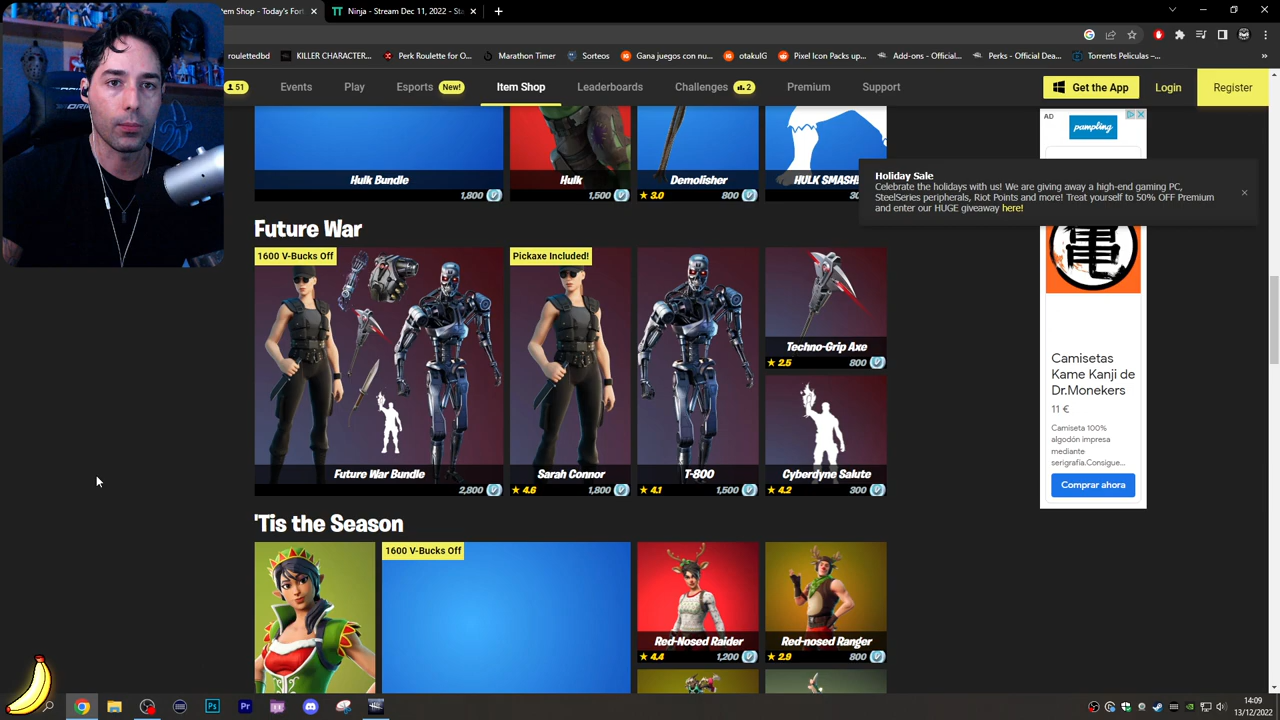 tem Shop - Today's Fort
Ninja - Stream Dec 11, 2022 - Sta
roulettedbd
KILLER CHARACTER...
Perk Roulette for O...
Marathon Timer
Sorteos
Gana juegos con nu...
otakuIG
Pixel Icon Packs up...
Add-ons - Official...
Perks - Official Dea...
Torrents Peliculas –...
»
51
Events
Play
Esports
New!
Item Shop
Leaderboards
Challenges
2
Premium
Support
Get the App
Login
Register
Hulk Bundle
1,800
Hulk
1,500
Demolisher
3.0
800
HULK SMASH!
30
AD
pampling
Holiday Sale
Celebrate the holidays with us! We are giving away a high-end gaming PC,
SteelSeries peripherals, Riot Points and more! Treat yourself to 50% OFF Premium
and enter our HUGE giveaway here!
Future War
1600 V-Bucks Off
Future War Bundle
2,800
Pickaxe Included!
Sarah Connor
4.6
1,800
T-800
4.1
1,500
Techno-Grip Axe
2.5
800
Cyberdyne Salute
4.2
300
Camisetas
Kame Kanji de
Dr.Monekers
11 €
Camiseta 100%
algodón impresa
mediante
serigrafía.Consigue...
Comprar ahora
'Tis the Season
1600 V-Bucks Off
Red-Nosed Raider
4.4
1,200
Red-nosed Ranger
2.9
800
Ps
Pr
14:09
13/12/2022